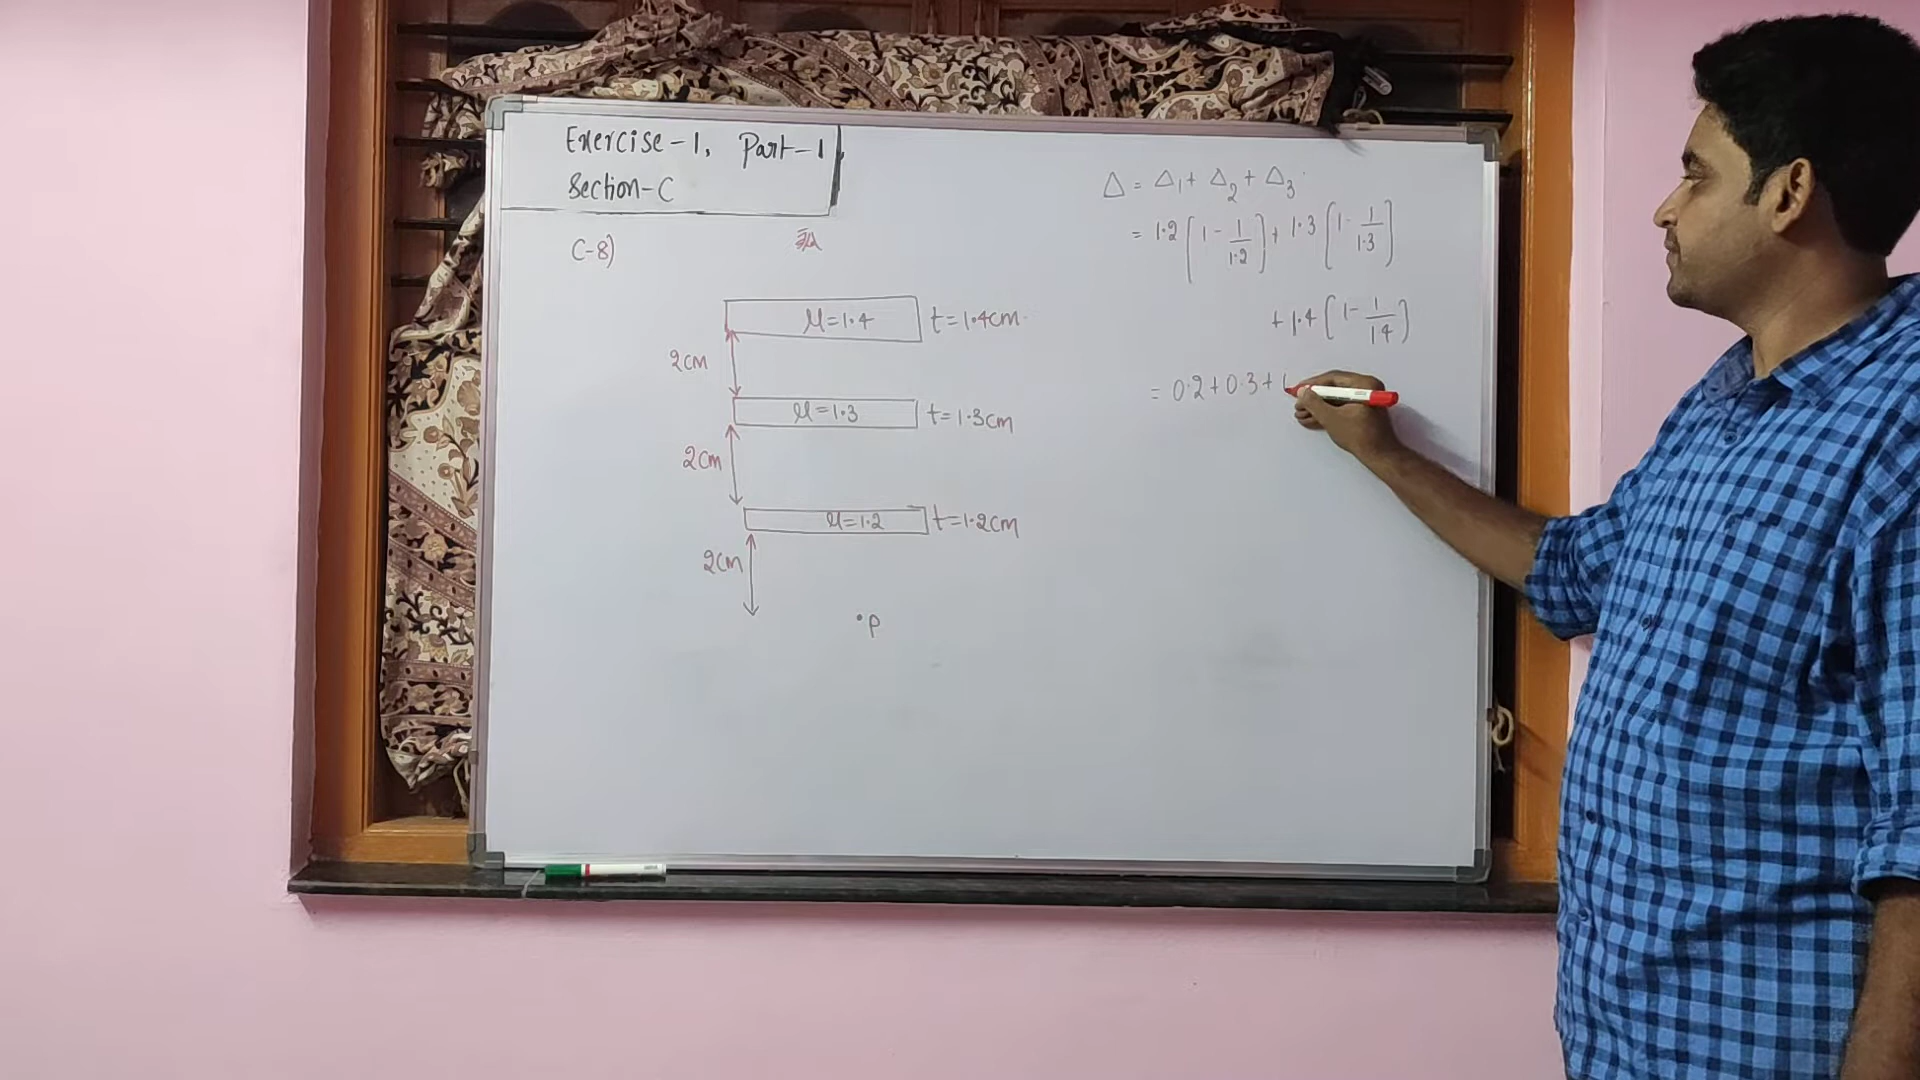 Exercise-1, Part-1,
Section-C
C-8)
μ=1.4 t=1.4cm
2cm
μ=1.3 t=1.3cm
2cm
μ=1.2 t=1.2cm
2cm
•P
Δ = Δ₁ + Δ₂ + Δ₃
= 1.2 [1 - 1/1.2] + 1.3 [1 - 1/1.3]
+ 1.4 [1 - 1/1.4]
= 0.2 + 0.3 +